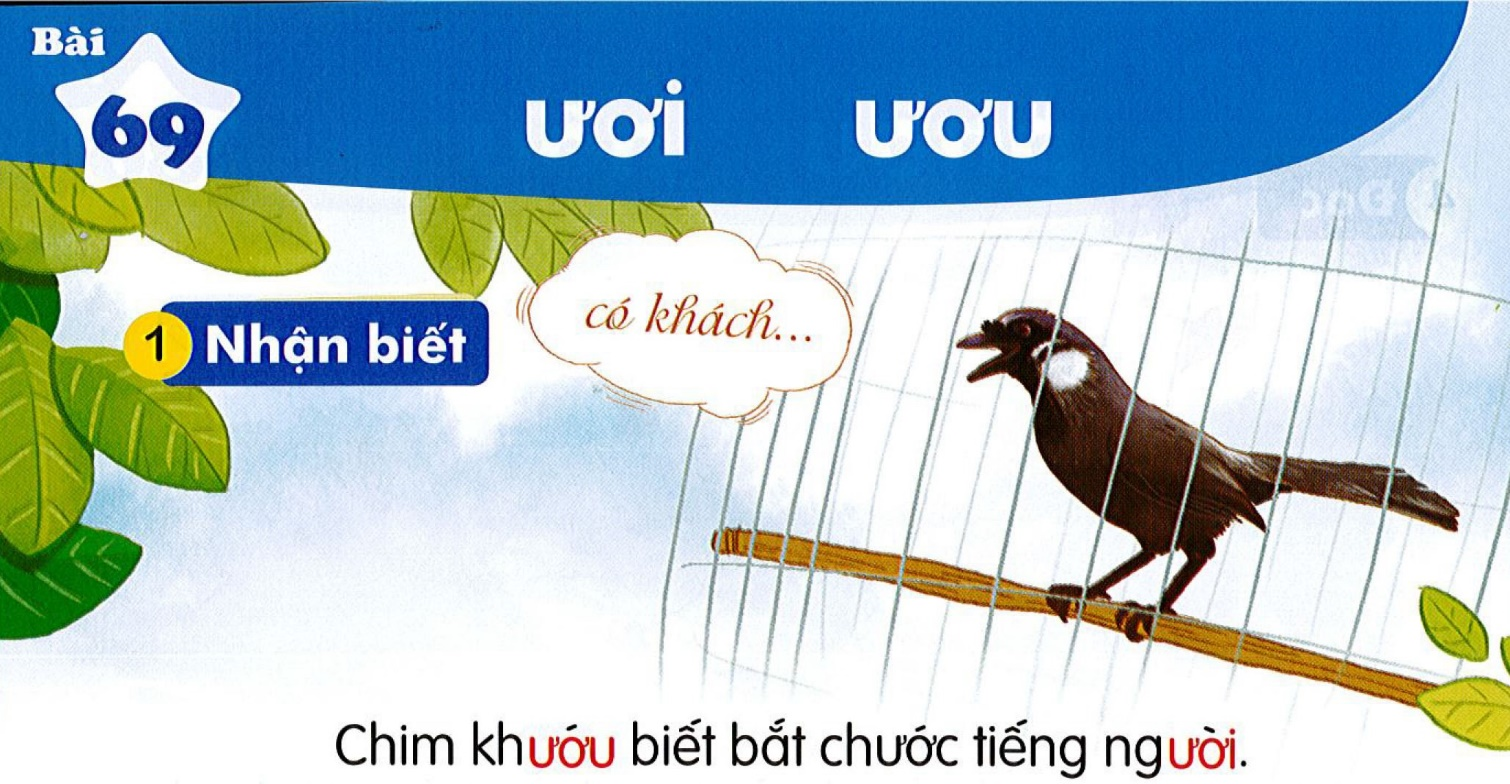 Bài
69
ươi ươu
1 Nhận biết
có khách...
Chim khướu biết bắt chước tiếng người.